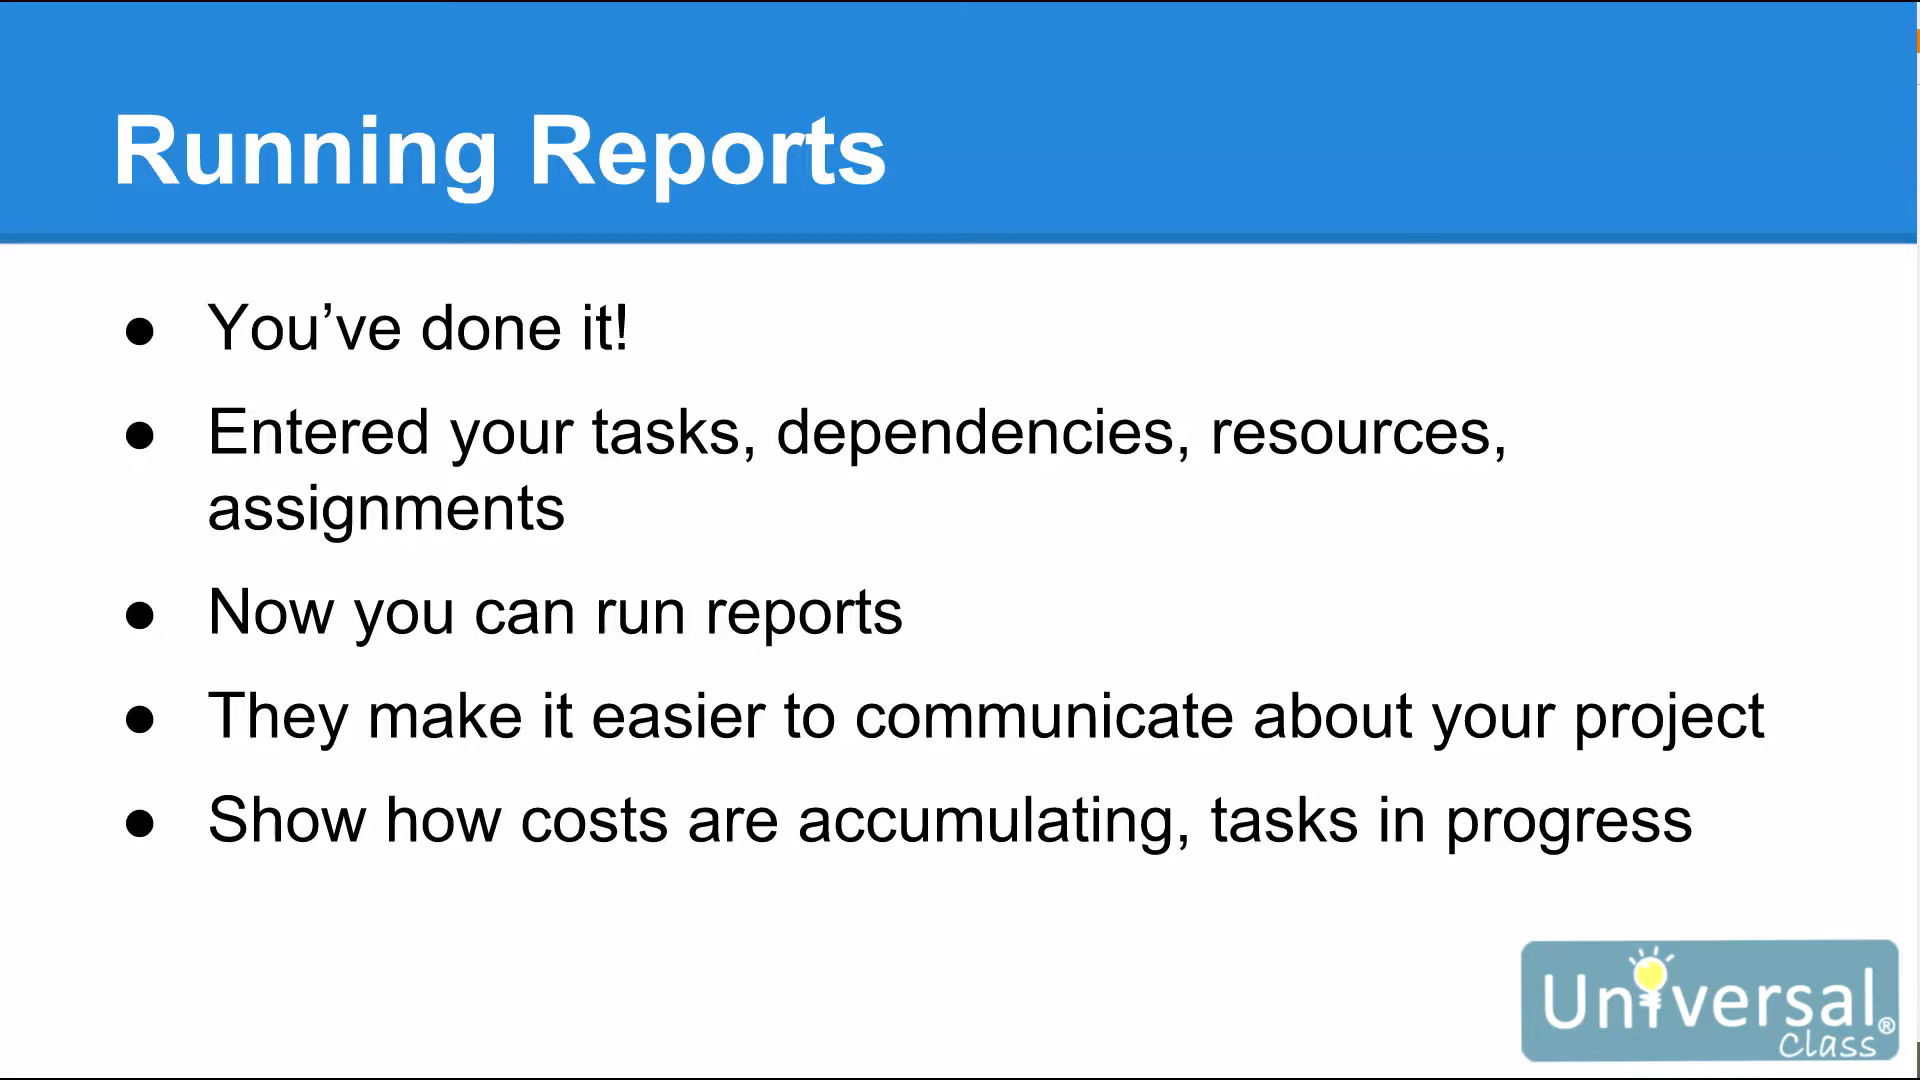 Running Reports
● You’ve done it!
● Entered your tasks, dependencies, resources,
assignments
● Now you can run reports
● They make it easier to communicate about your project
● Show how costs are accumulating, tasks in progress
Universal®
Class